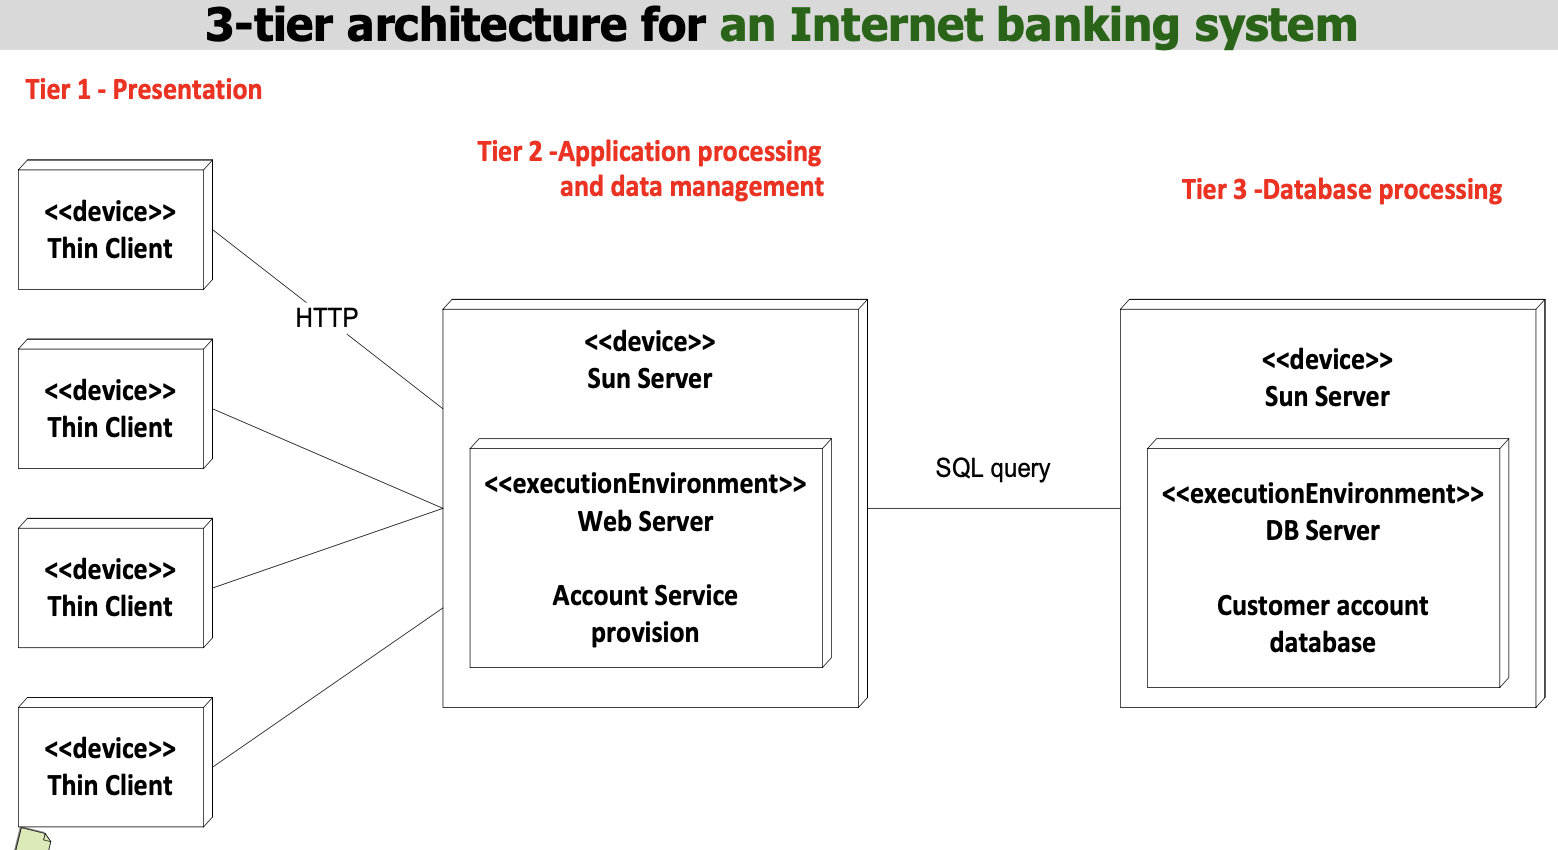 3-tier architecture for an Internet banking system
Tier 1 - Presentation
Tier 2 -Application processing
and data management
Tier 3 -Database processing
<<device>>
Thin Client
HTTP
<<device>>
Thin Client
<<device>>
Thin Client
<<device>>
Thin Client
<<device>>
Sun Server
<<executionEnvironment>>
Web Server
Account Service
provision
SQL query
<<device>>
Sun Server
<<executionEnvironment>>
DB Server
Customer account
database